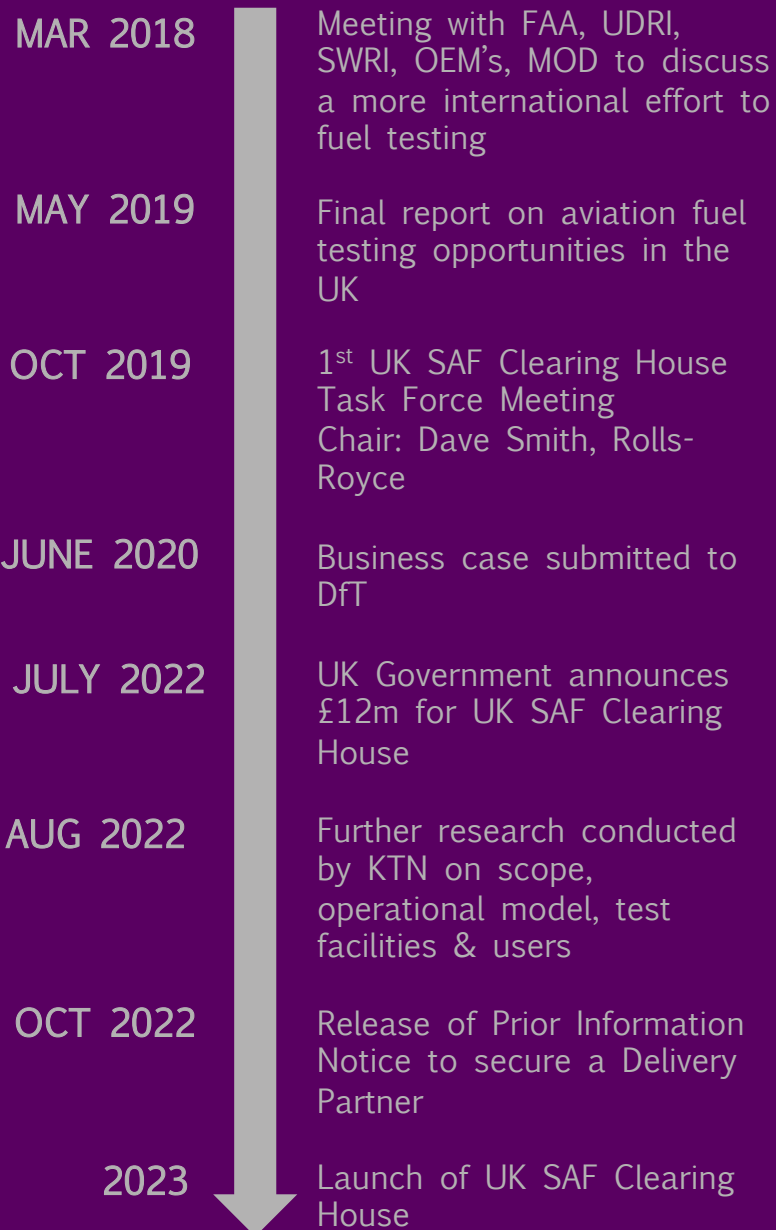 MAR 2018
Meeting with FAA, UDRI,
SWRI, OEM's, MOD to discuss
a more international effort to
fuel testing
MAY 2019
Final report on aviation fuel
testing opportunities in the
UK
OCT 2019
1st UK SAF Clearing House
Task Force Meeting
Chair: Dave Smith, Rolls-
Royce
JUNE 2020
Business case submitted to
DfT
JULY 2022
UK Government announces
£12m for UK SAF Clearing
House
AUG 2022
Further research conducted
by KTN on scope,
operational model, test
facilities & users
OCT 2022
Release of Prior Information
Notice to secure a Delivery
Partner
2023
Launch of UK SAF Clearing
House